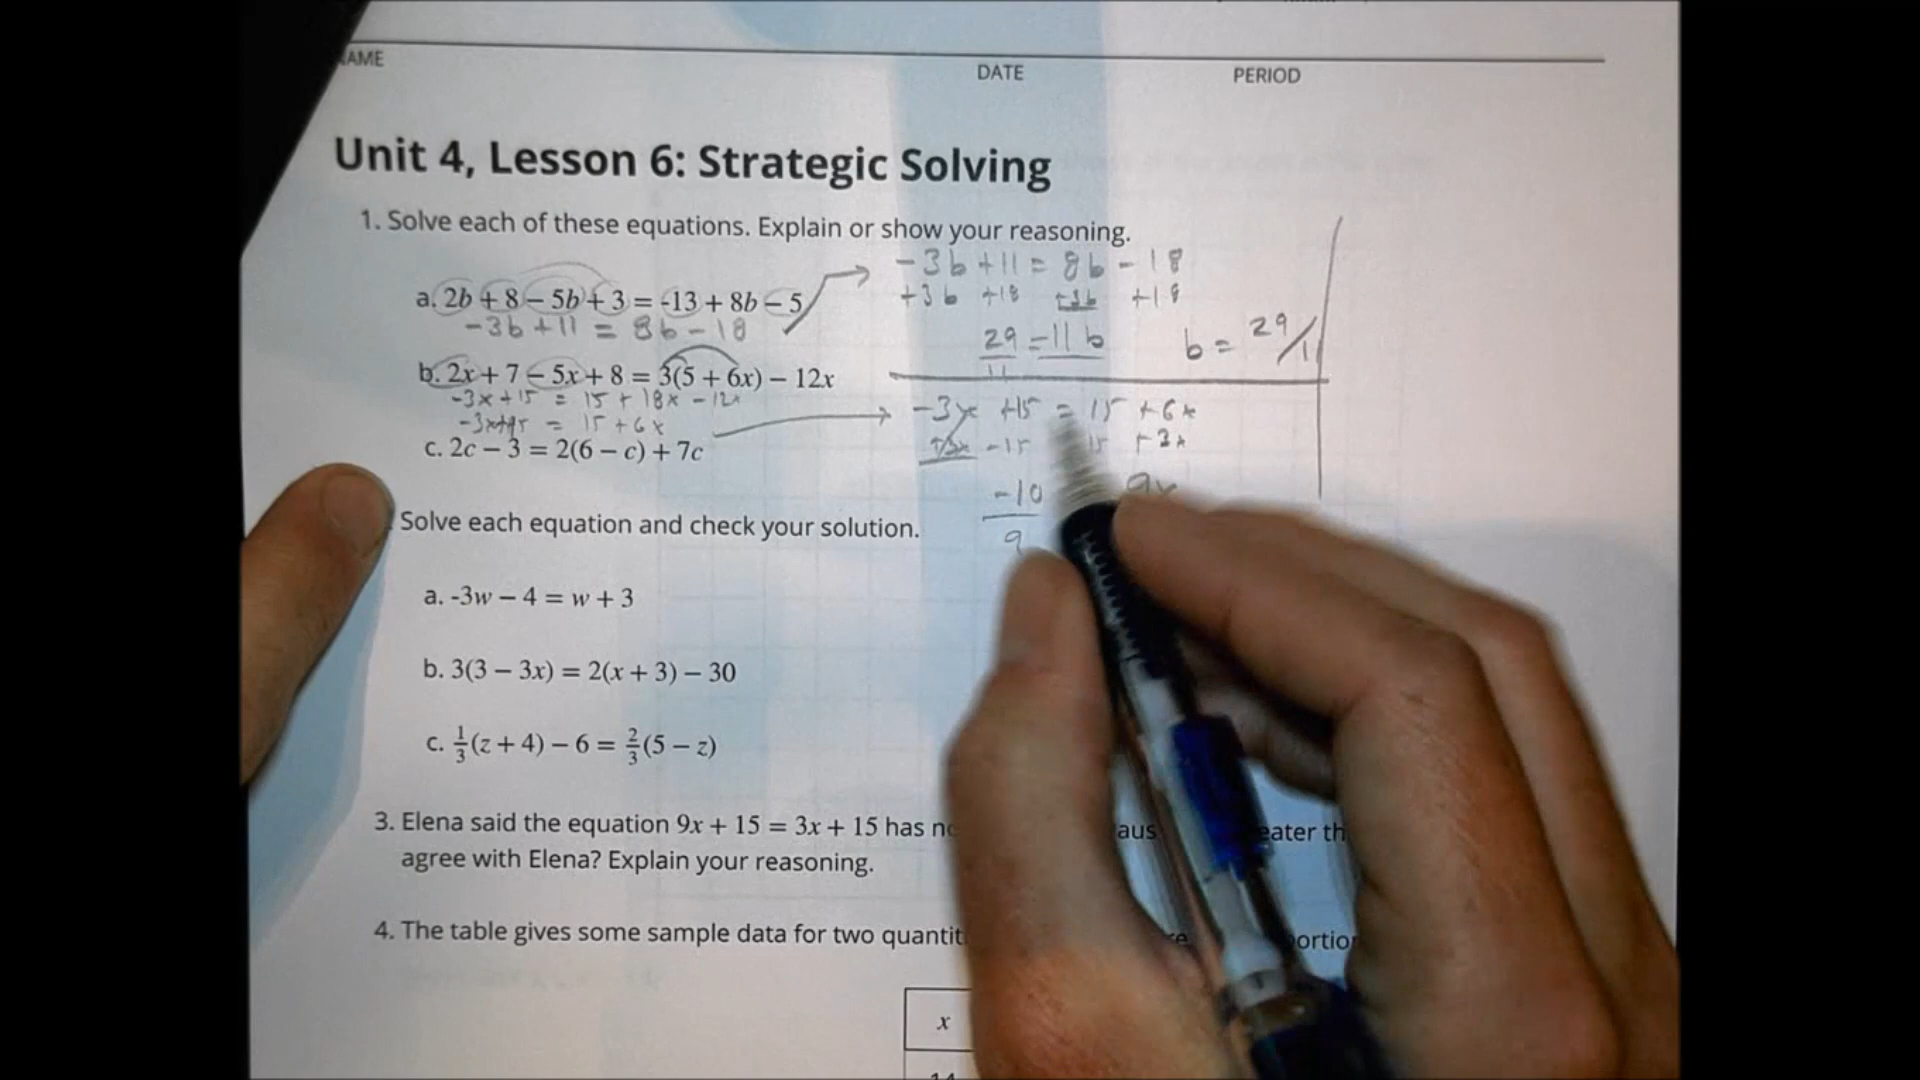 NAME DATE PERIOD
Unit 4, Lesson 6: Strategic Solving
1. Solve each of these equations. Explain or show your reasoning.
-3b +11 = 8b - 18
+3b +18 +3b +18
29 = 11 b b = 29/11
11
a. 2b + 8 – 5b + 3 = -13 + 8b – 5
-3b + 11 = 8b - 18
b. 2x + 7 – 5x + 8 = 3(5 + 6x) – 12x
-3x + 15 = 15 + 18x - 12x
-3x+15 = 15 + 6x
-3x +15 = 15 + 6x
+3x -15 15 + 3x
-10 9x
9
c. 2c – 3 = 2(6 – c) + 7c
Solve each equation and check your solution.
a. -3w – 4 = w + 3
b. 3(3 – 3x) = 2(x + 3) – 30
c. 1/3(z + 4) – 6 = 2/3(5 – z)
3. Elena said the equation 9x + 15 = 3x + 15 has
agree with Elena? Explain your reasoning.
4. The table gives some sample data for two
x